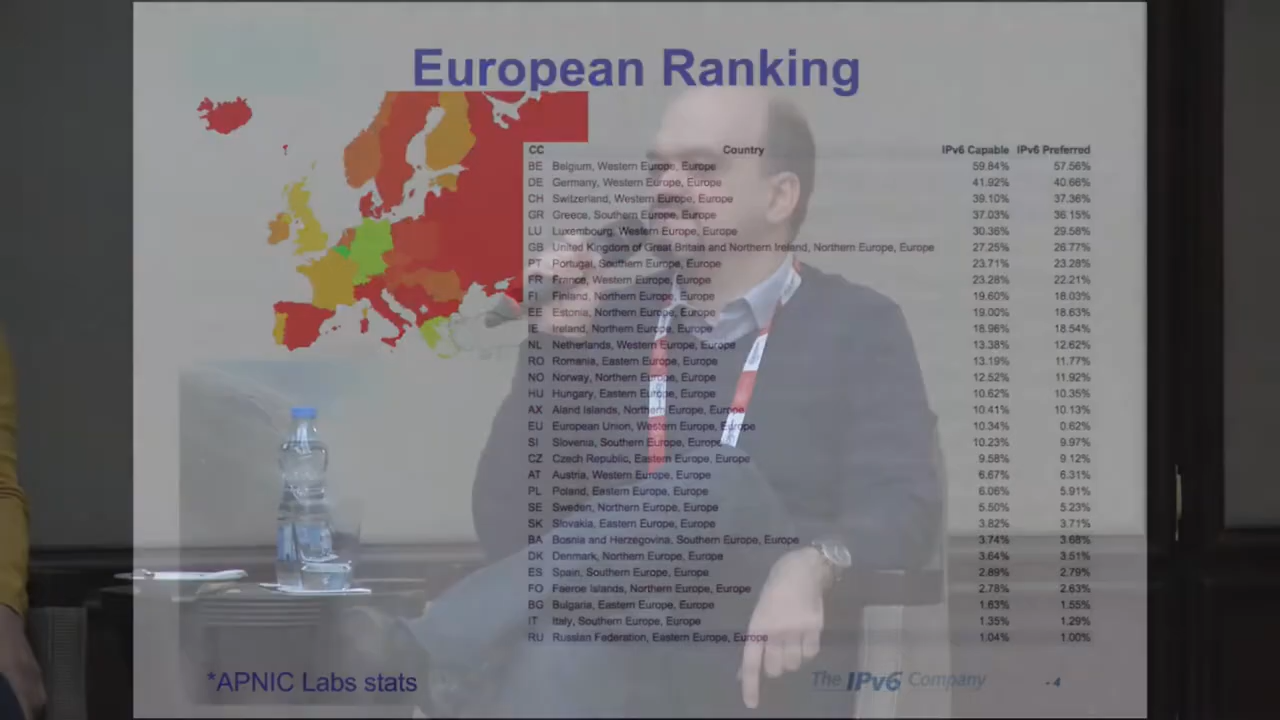 European Ranking
CC Country IPv6 Capable IPv6 Preferred
BE Belgium, Western Europe, Europe 59.84% 57.56%
DE Germany, Western Europe, Europe 41.92% 40.66%
CH Switzerland, Western Europe, Europe 39.10% 37.36%
GR Greece, Southern Europe, Europe 37.03% 36.15%
LU Luxembourg, Western Europe, Europe 30.36% 29.58%
GB United Kingdom of Great Britain and Northern Ireland, Northern Europe, Europe 27.25% 26.77%
PT Portugal, Southern Europe, Europe 23.71% 23.28%
FR France, Western Europe, Europe 23.28% 22.21%
FI Finland, Northern Europe, Europe 19.60% 18.03%
EE Estonia, Northern Europe, Europe 19.00% 18.63%
IE Ireland, Northern Europe, Europe 18.96% 18.54%
NL Netherlands, Western Europe, Europe 13.38% 12.62%
RO Romania, Eastern Europe, Europe 13.19% 11.77%
NO Norway, Northern Europe, Europe 12.52% 11.92%
HU Hungary, Eastern Europe, Europe 10.62% 10.35%
AX Aland Islands, Northern Europe, Europe 10.41% 10.13%
EU European Union, Western Europe, Europe 10.34% 0.62%
SI Slovenia, Southern Europe, Europe 10.23% 9.97%
CZ Czech Republic, Eastern Europe, Europe 9.58% 9.12%
AT Austria, Western Europe, Europe 6.67% 6.31%
PL Poland, Eastern Europe, Europe 6.06% 5.91%
SE Sweden, Northern Europe, Europe 5.50% 5.23%
SK Slovakia, Eastern Europe, Europe 3.82% 3.71%
BA Bosnia and Herzegovina, Southern Europe, Europe 3.74% 3.68%
DK Denmark, Northern Europe, Europe 3.64% 3.51%
ES Spain, Southern Europe, Europe 2.89% 2.79%
FO Faeroe Islands, Northern Europe, Europe 2.78% 2.63%
BG Bulgaria, Eastern Europe, Europe 1.63% 1.55%
IT Italy, Southern Europe, Europe 1.35% 1.29%
RU Russian Federation, Eastern Europe, Europe 1.04% 1.00%
*APNIC Labs stats
The IPv6 Company
- 4